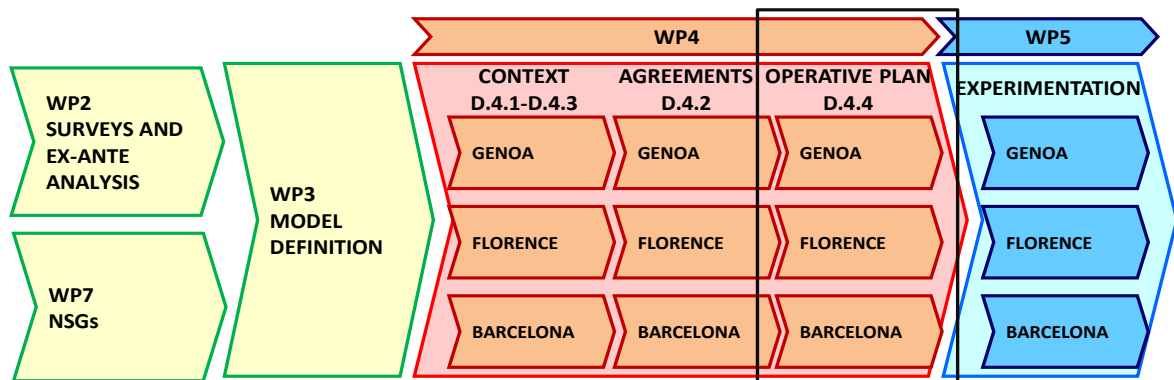 WP4
WP5
WP2
SURVEYS AND
EX-ANTE
ANALYSIS
WP7
NSGs
WP3
MODEL
DEFINITION
CONTEXT
D.4.1-D.4.3
AGREEMENTS
D.4.2
OPERATIVE PLAN
D.4.4
EXPERIMENTATION
GENOA
GENOA
GENOA
GENOA
FLORENCE
FLORENCE
FLORENCE
FLORENCE
BARCELONA
BARCELONA
BARCELONA
BARCELONA